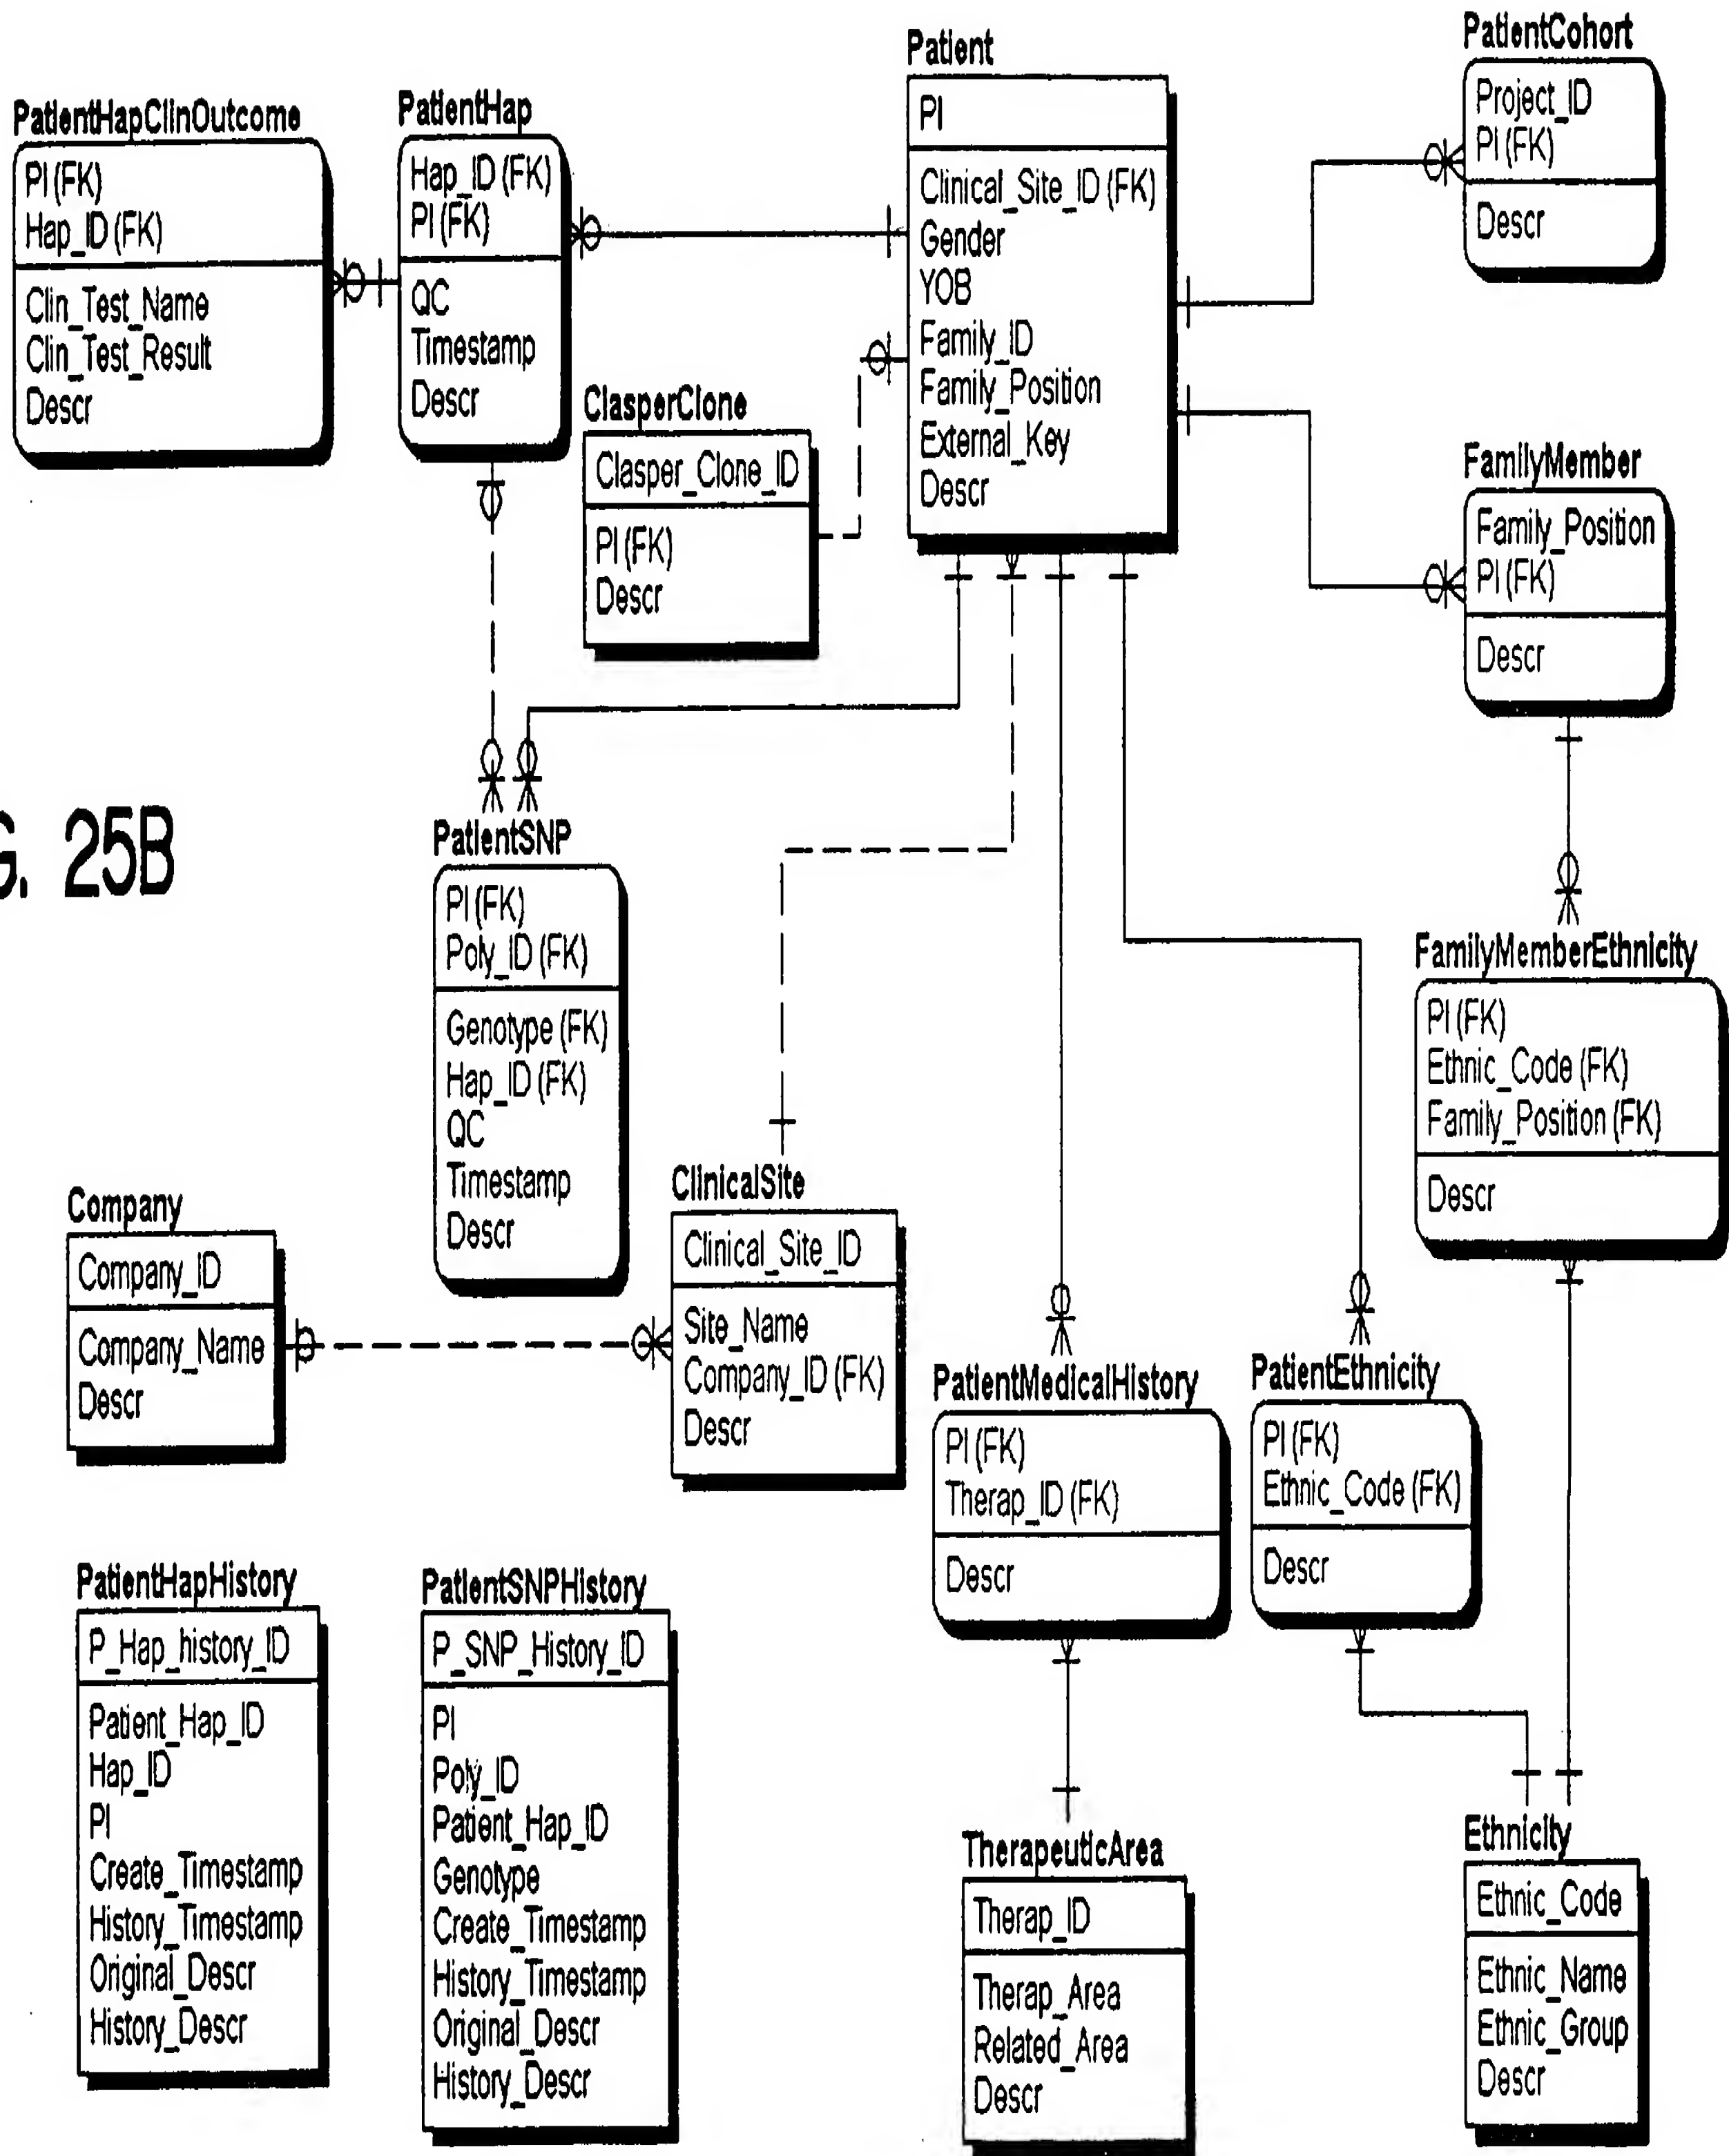 Patient
PI
Clinical_Site_ID (FK)
Gender
YOB
Family_ID
Family_Position
External_Key
Descr
PatientCohort
Project_ID
PI (FK)
Descr
PatientHapClinOutcome
PI (FK)
Hap_ID (FK)
Clin_Test_Name
Clin_Test_Result
Descr
PatientHap
Hap_ID (FK)
PI (FK)
QC
Timestamp
Descr
ClasperClone
Clasper_Clone_ID
PI (FK)
Descr
FamilyMember
Family_Position
PI (FK)
Descr
G. 25B
PatientSNP
PI (FK)
Poly_ID (FK)
Genotype (FK)
Hap_ID (FK)
QC
Timestamp
Descr
FamilyMemberEthnicity
PI (FK)
Ethnic_Code (FK)
Family_Position (FK)
Descr
Company
Company_ID
Company_Name
Descr
ClinicalSite
Clinical_Site_ID
Site_Name
Company_ID (FK)
Descr
PatientMedicalHistory
PI (FK)
Therap_ID (FK)
Descr
PatientEthnicity
PI (FK)
Ethnic_Code (FK)
Descr
PatientHapHistory
P_Hap_history_ID
Patient_Hap_ID
Hap_ID
PI
Create_Timestamp
History_Timestamp
Original_Descr
History_Descr
PatientSNPHistory
P_SNP_History_ID
PI
Poly_ID
Patient_Hap_ID
Genotype
Create_Timestamp
History_Timestamp
Original_Descr
History_Descr
TherapeuticArea
Therap_ID
Therap_Area
Related_Area
Descr
Ethnicity
Ethnic_Code
Ethnic_Name
Ethnic_Group
Descr